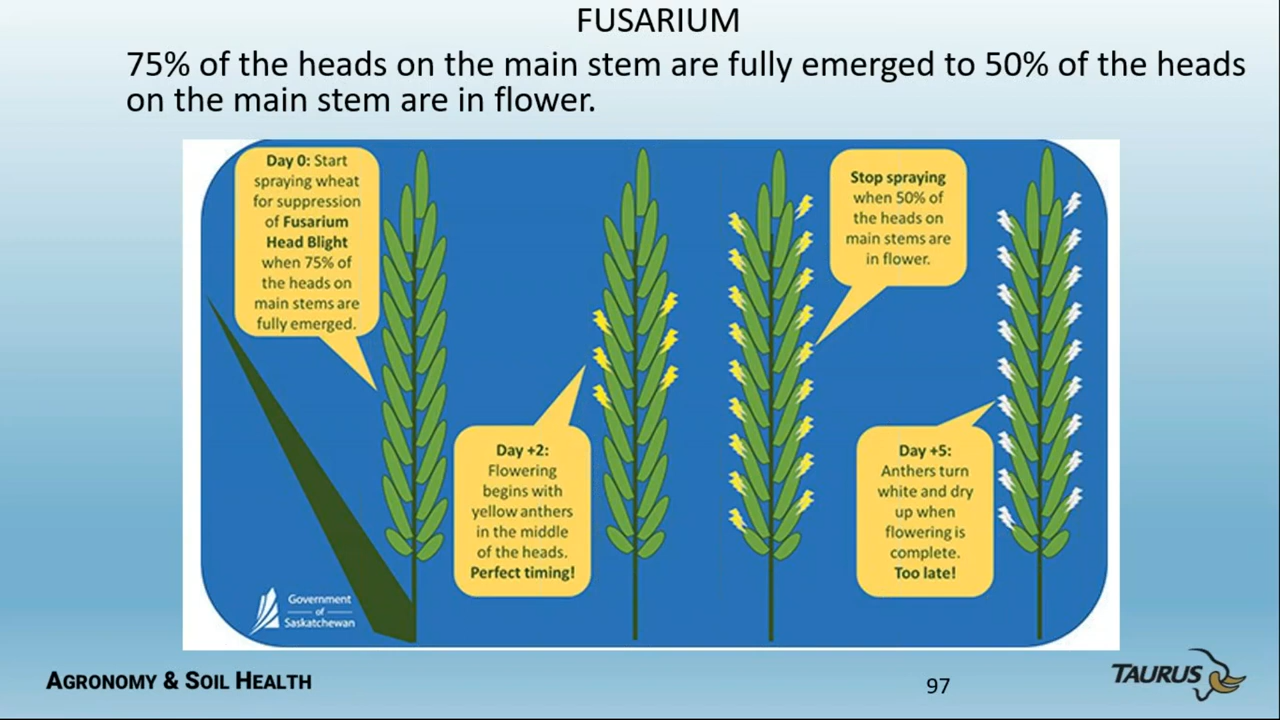 FUSARIUM
75% of the heads on the main stem are fully emerged to 50% of the heads
on the main stem are in flower.
Day 0: Start
spraying wheat
for suppression
of Fusarium
Head Blight
when 75% of
the heads on
main stems are
fully emerged.
Day +2:
Flowering
begins with
yellow anthers
in the middle
of the heads.
Perfect timing!
Stop spraying
when 50% of
the heads on
main stems are
in flower.
Day +5:
Anthers turn
white and dry
up when
flowering is
complete.
Too late!
Government
of
Saskatchewan
AGRONOMY & SOIL HEALTH
97
TAURUS